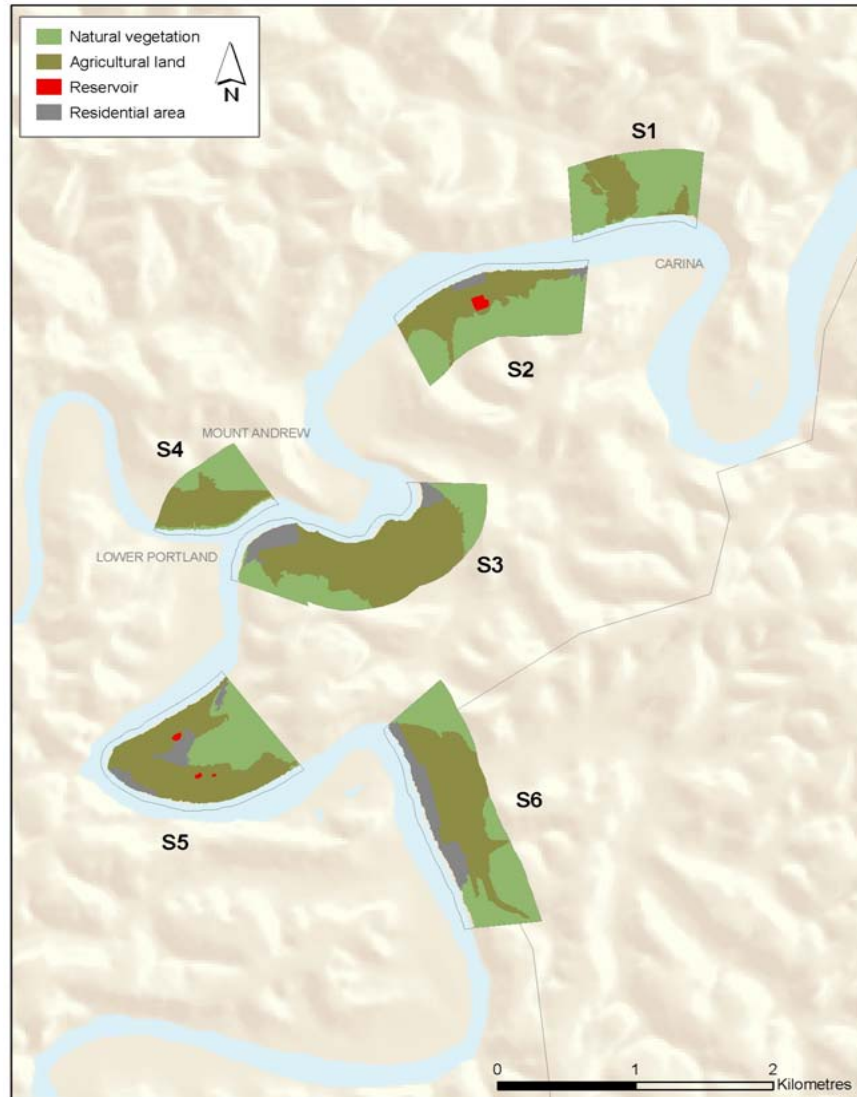 Natural vegetation
Agricultural land
Reservoir
Residential area
N
S1
CARINA
S2
MOUNT ANDREW
S4
LOWER PORTLAND
S3
S6
S5
0 1 2
Kilometres